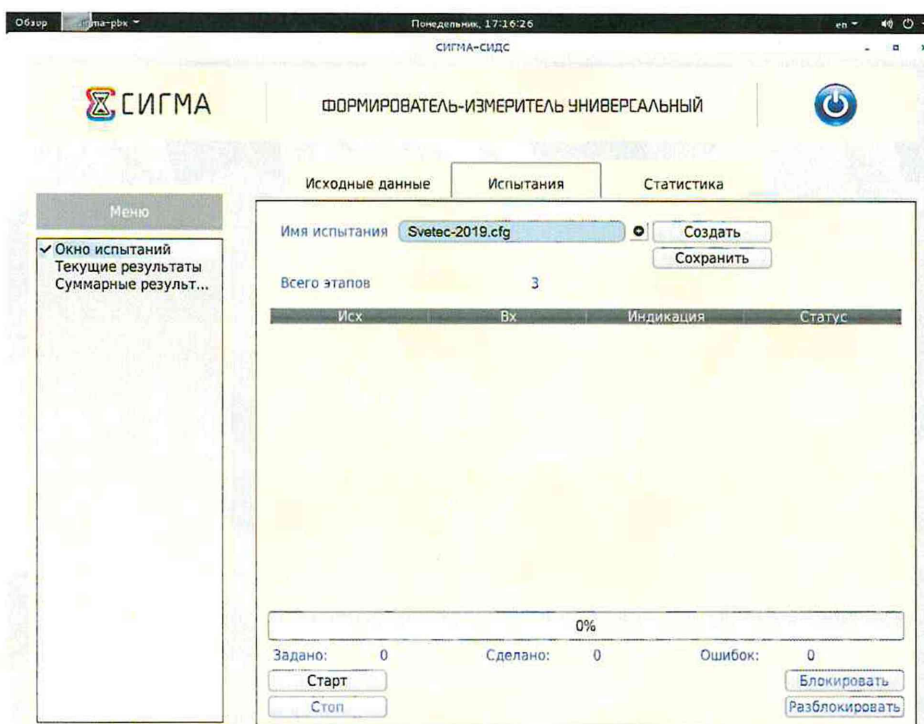 Обзор
Понедельник, 17:16:26
en
СИГМА-СИДС
СИГМА
ФОРМИРОВАТЕЛЬ-ИЗМЕРИТЕЛЬ УНИВЕРСАЛЬНЫЙ
Исходные данные Испытания Статистика
Меню
Окно испытаний
Текущие результаты
Суммарные результ...
Имя испытания Svetec-2019.cfg Создать
Сохранить
Всего этапов 3
Исх Вх Индикация Статус
0%
Задано: 0 Сделано: 0 Ошибок: 0
Старт Блокировать
Стоп Разблокировать